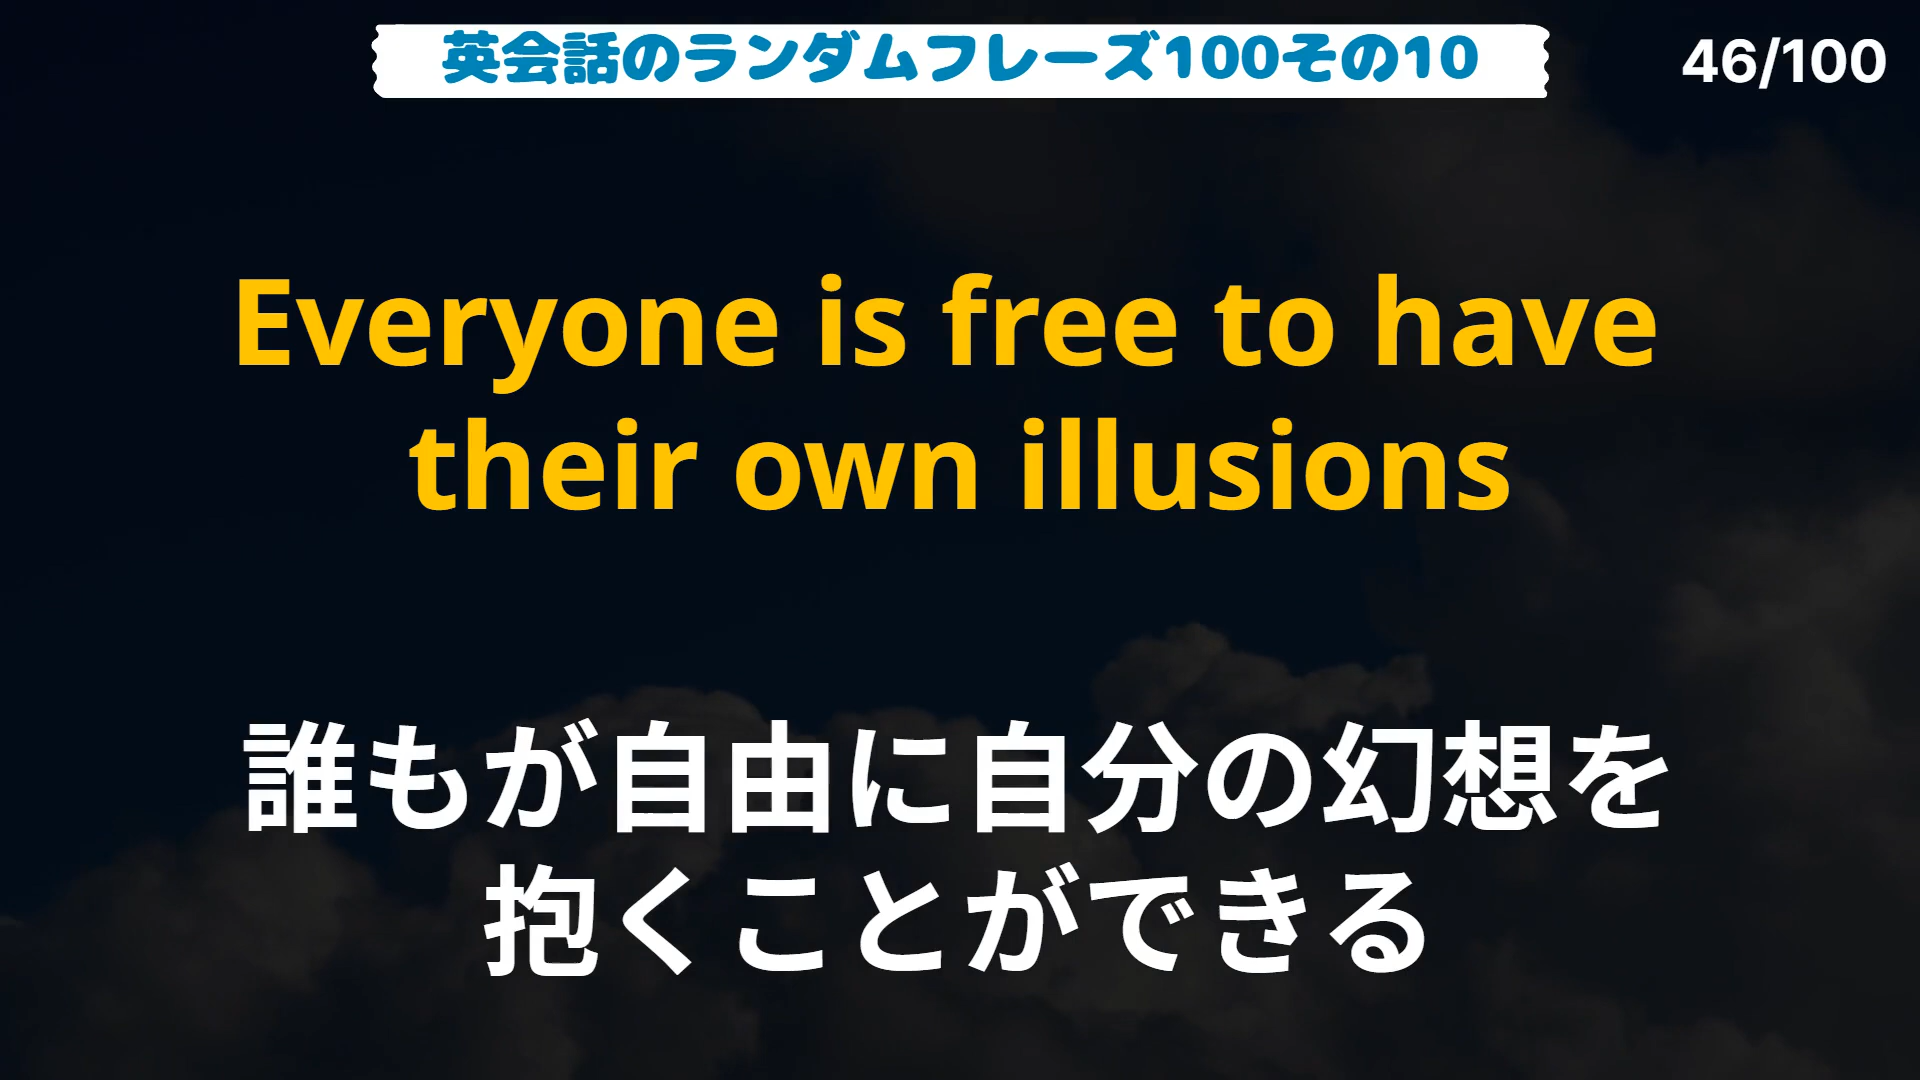 英会話のランダムフレーズ100その10
46/100
Everyone is free to have
their own illusions
誰もが自由に自分の幻想を
抱くことができる